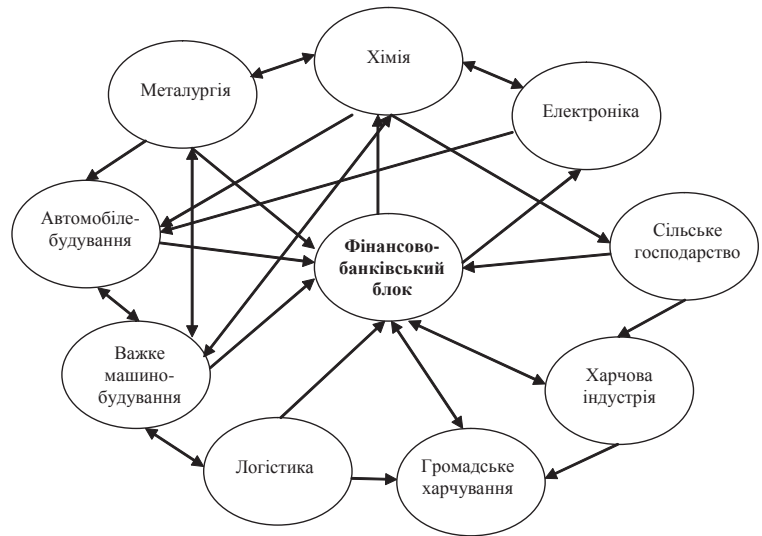 Хімія
Металургія
Електроніка
Автомобіле-
будування
Фінансово-
банківський
блок
Сільське
господарство
Важке
машино-
будування
Харчова
індустрія
Логістика
Громадське
харчування